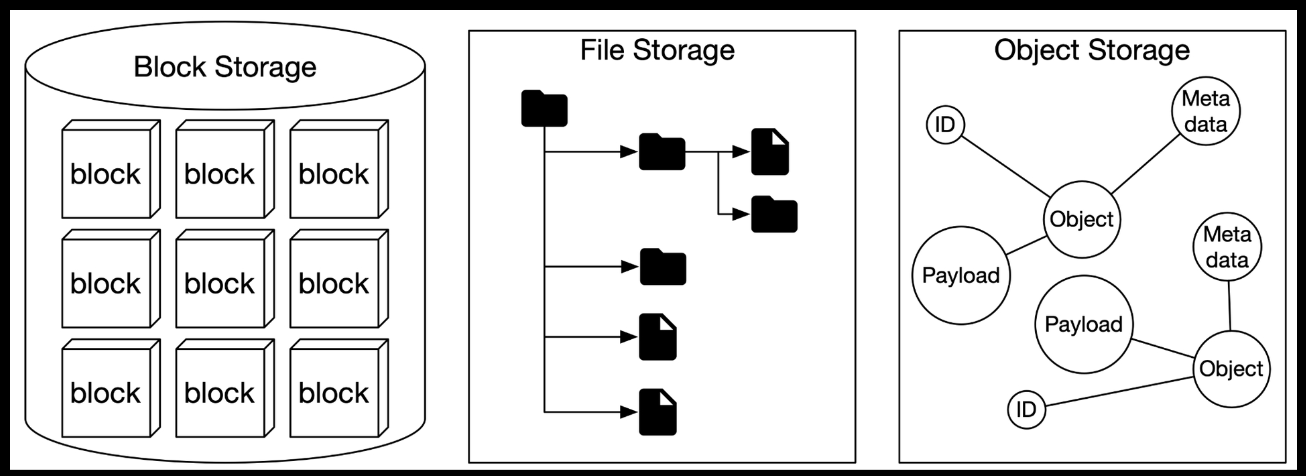 Block Storage
block block block
block block block
block block block
File Storage
Object Storage
ID
Meta
data
Object
Payload
Meta
data
Payload
Object
ID